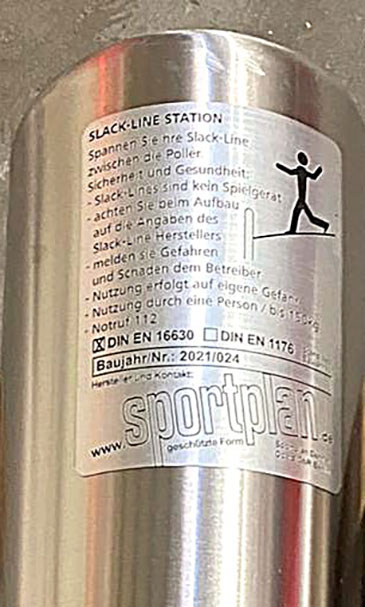 SLACK-LINE STATION
Spannen Sie Ihre Slack-Line
zwischen die Poller.
Sicherheit und Gesundheit:
- Slack-Lines sind kein Spielgerät
- achten Sie beim Aufbau
auf die Angaben des
Slack-Line Herstellers
- melden sie Gefahren
und Schaden dem Betreiber
- Nutzung erfolgt auf eigene Gefahr
- Nutzung durch eine Person / bis 150kg
- Notruf 112
☒ DIN EN 16630 ☐ DIN EN 1176
Baujahr/Nr.: 2021/024
Hersteller und Kontakt:
www.sportplan.de
geschützte Form